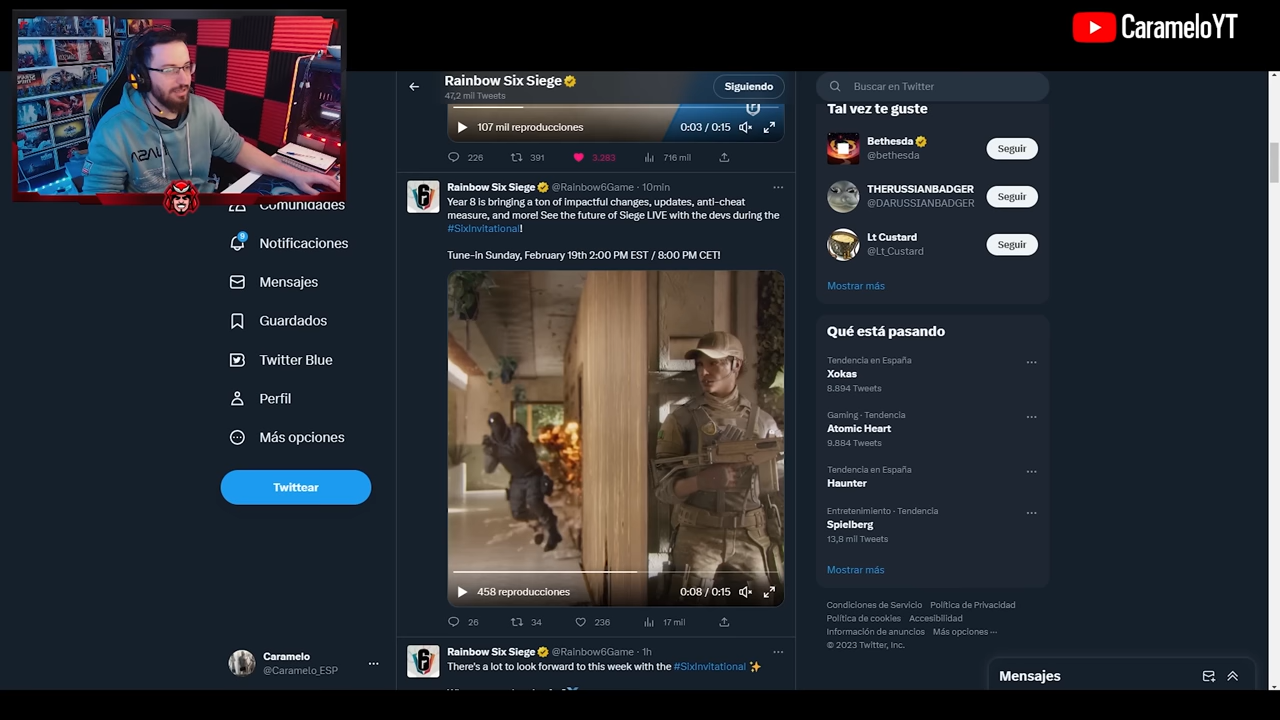 CarameloYT
Rainbow Six Siege
47,2 mil Tweets
Siguiendo
Buscar en Twitter
107 mil reproducciones
0:03 / 0:15
226
391
3.283
716 mil
Tal vez te guste
Bethesda
@bethesda
Seguir
THERUSSIANBADGER
@DARUSSIANBADGER
Seguir
Lt Custard
@Lt_Custard
Seguir
Mostrar más
Comunidades
9
Notificaciones
Mensajes
Guardados
Twitter Blue
Perfil
Más opciones
Twittear
Caramelo
@Caramelo_ESP
Rainbow Six Siege @Rainbow6Game · 10min
Year 8 is bringing a ton of impactful changes, updates, anti-cheat
measure, and more! See the future of Siege LIVE with the devs during the
#SixInvitational!
Tune-In Sunday, February 19th 2:00 PM EST / 8:00 PM CET!
458 reproducciones
0:08 / 0:15
26
34
236
17 mil
Rainbow Six Siege @Rainbow6Game · 1h
There's a lot to look forward to this week with the #SixInvitational ✨
Qué está pasando
Tendencia en España
Xokas
8.894 Tweets
Gaming · Tendencia
Atomic Heart
9.884 Tweets
Tendencia en España
Haunter
Entretenimiento · Tendencia
Spielberg
13,8 mil Tweets
Mostrar más
Condiciones de Servicio Política de Privacidad
Política de cookies Accesibilidad
Información de anuncios Más opciones ···
© 2023 Twitter, Inc.
Mensajes